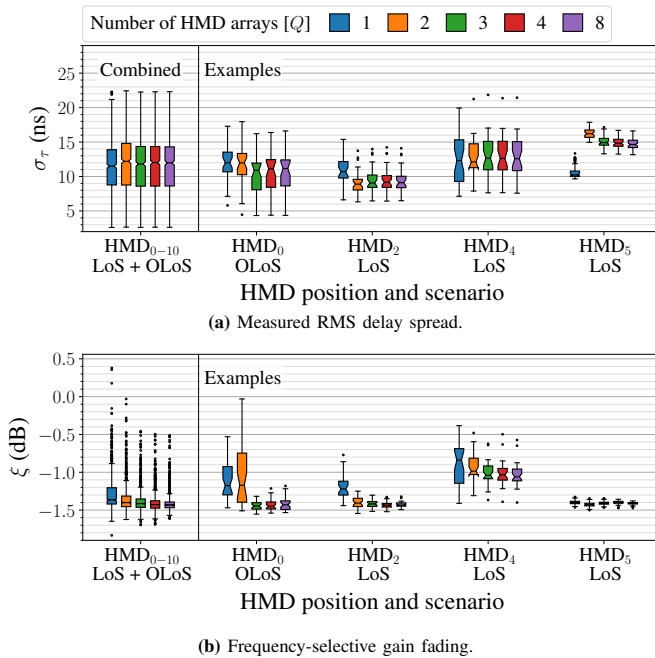 Number of HMD arrays [Q] 1 2 3 4 8
Combined Examples
25
20
15
10
5
σ_τ (ns)
HMD₀₋₁₀ HMD₀ HMD₂ HMD₄ HMD₅
LoS + OLoS OLoS LoS LoS LoS
HMD position and scenario
(a) Measured RMS delay spread.
Examples
0.5
0.0
−0.5
−1.0
−1.5
ξ (dB)
HMD₀₋₁₀ HMD₀ HMD₂ HMD₄ HMD₅
LoS + OLoS OLoS LoS LoS LoS
HMD position and scenario
(b) Frequency-selective gain fading.